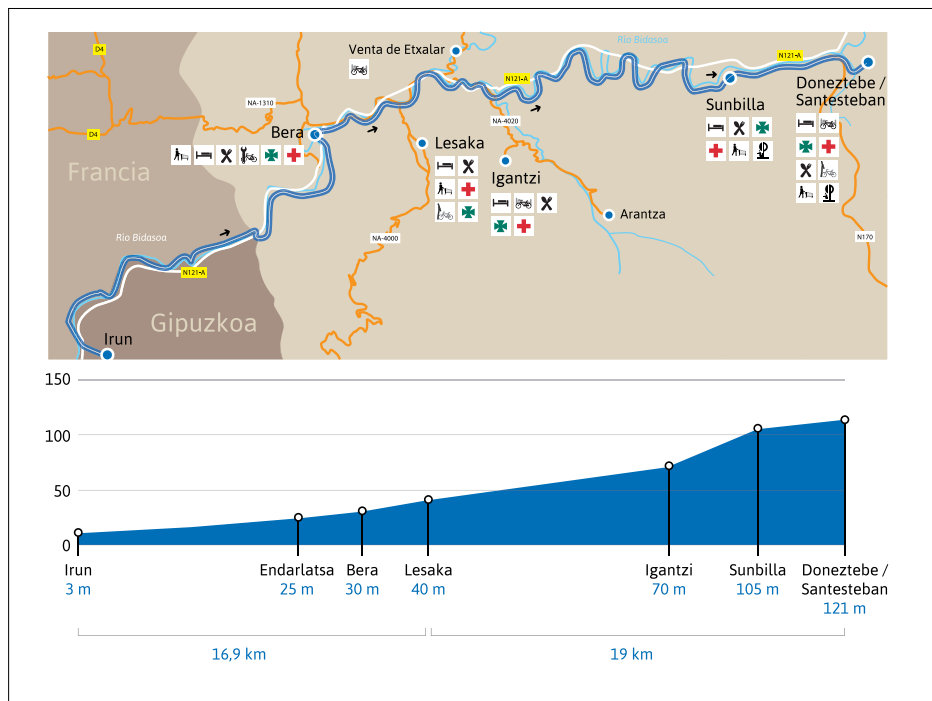 D4
Venta de Etxalar
Río Bidasoa
N121-A
N121-A
Doneztebe /
Santesteban
NA-1310
Sunbilla
NA-4020
Bera
D4
Lesaka
Igantzi
Francia
Arantza
Río Bidasoa
NA-4000
N170
N121-A
Gipuzkoa
Irun
150
100
50
0
Irun
3 m
Endarlatsa
25 m
Bera
30 m
Lesaka
40 m
Igantzi
70 m
Sunbilla
105 m
Doneztebe /
Santesteban
121 m
16,9 km
19 km